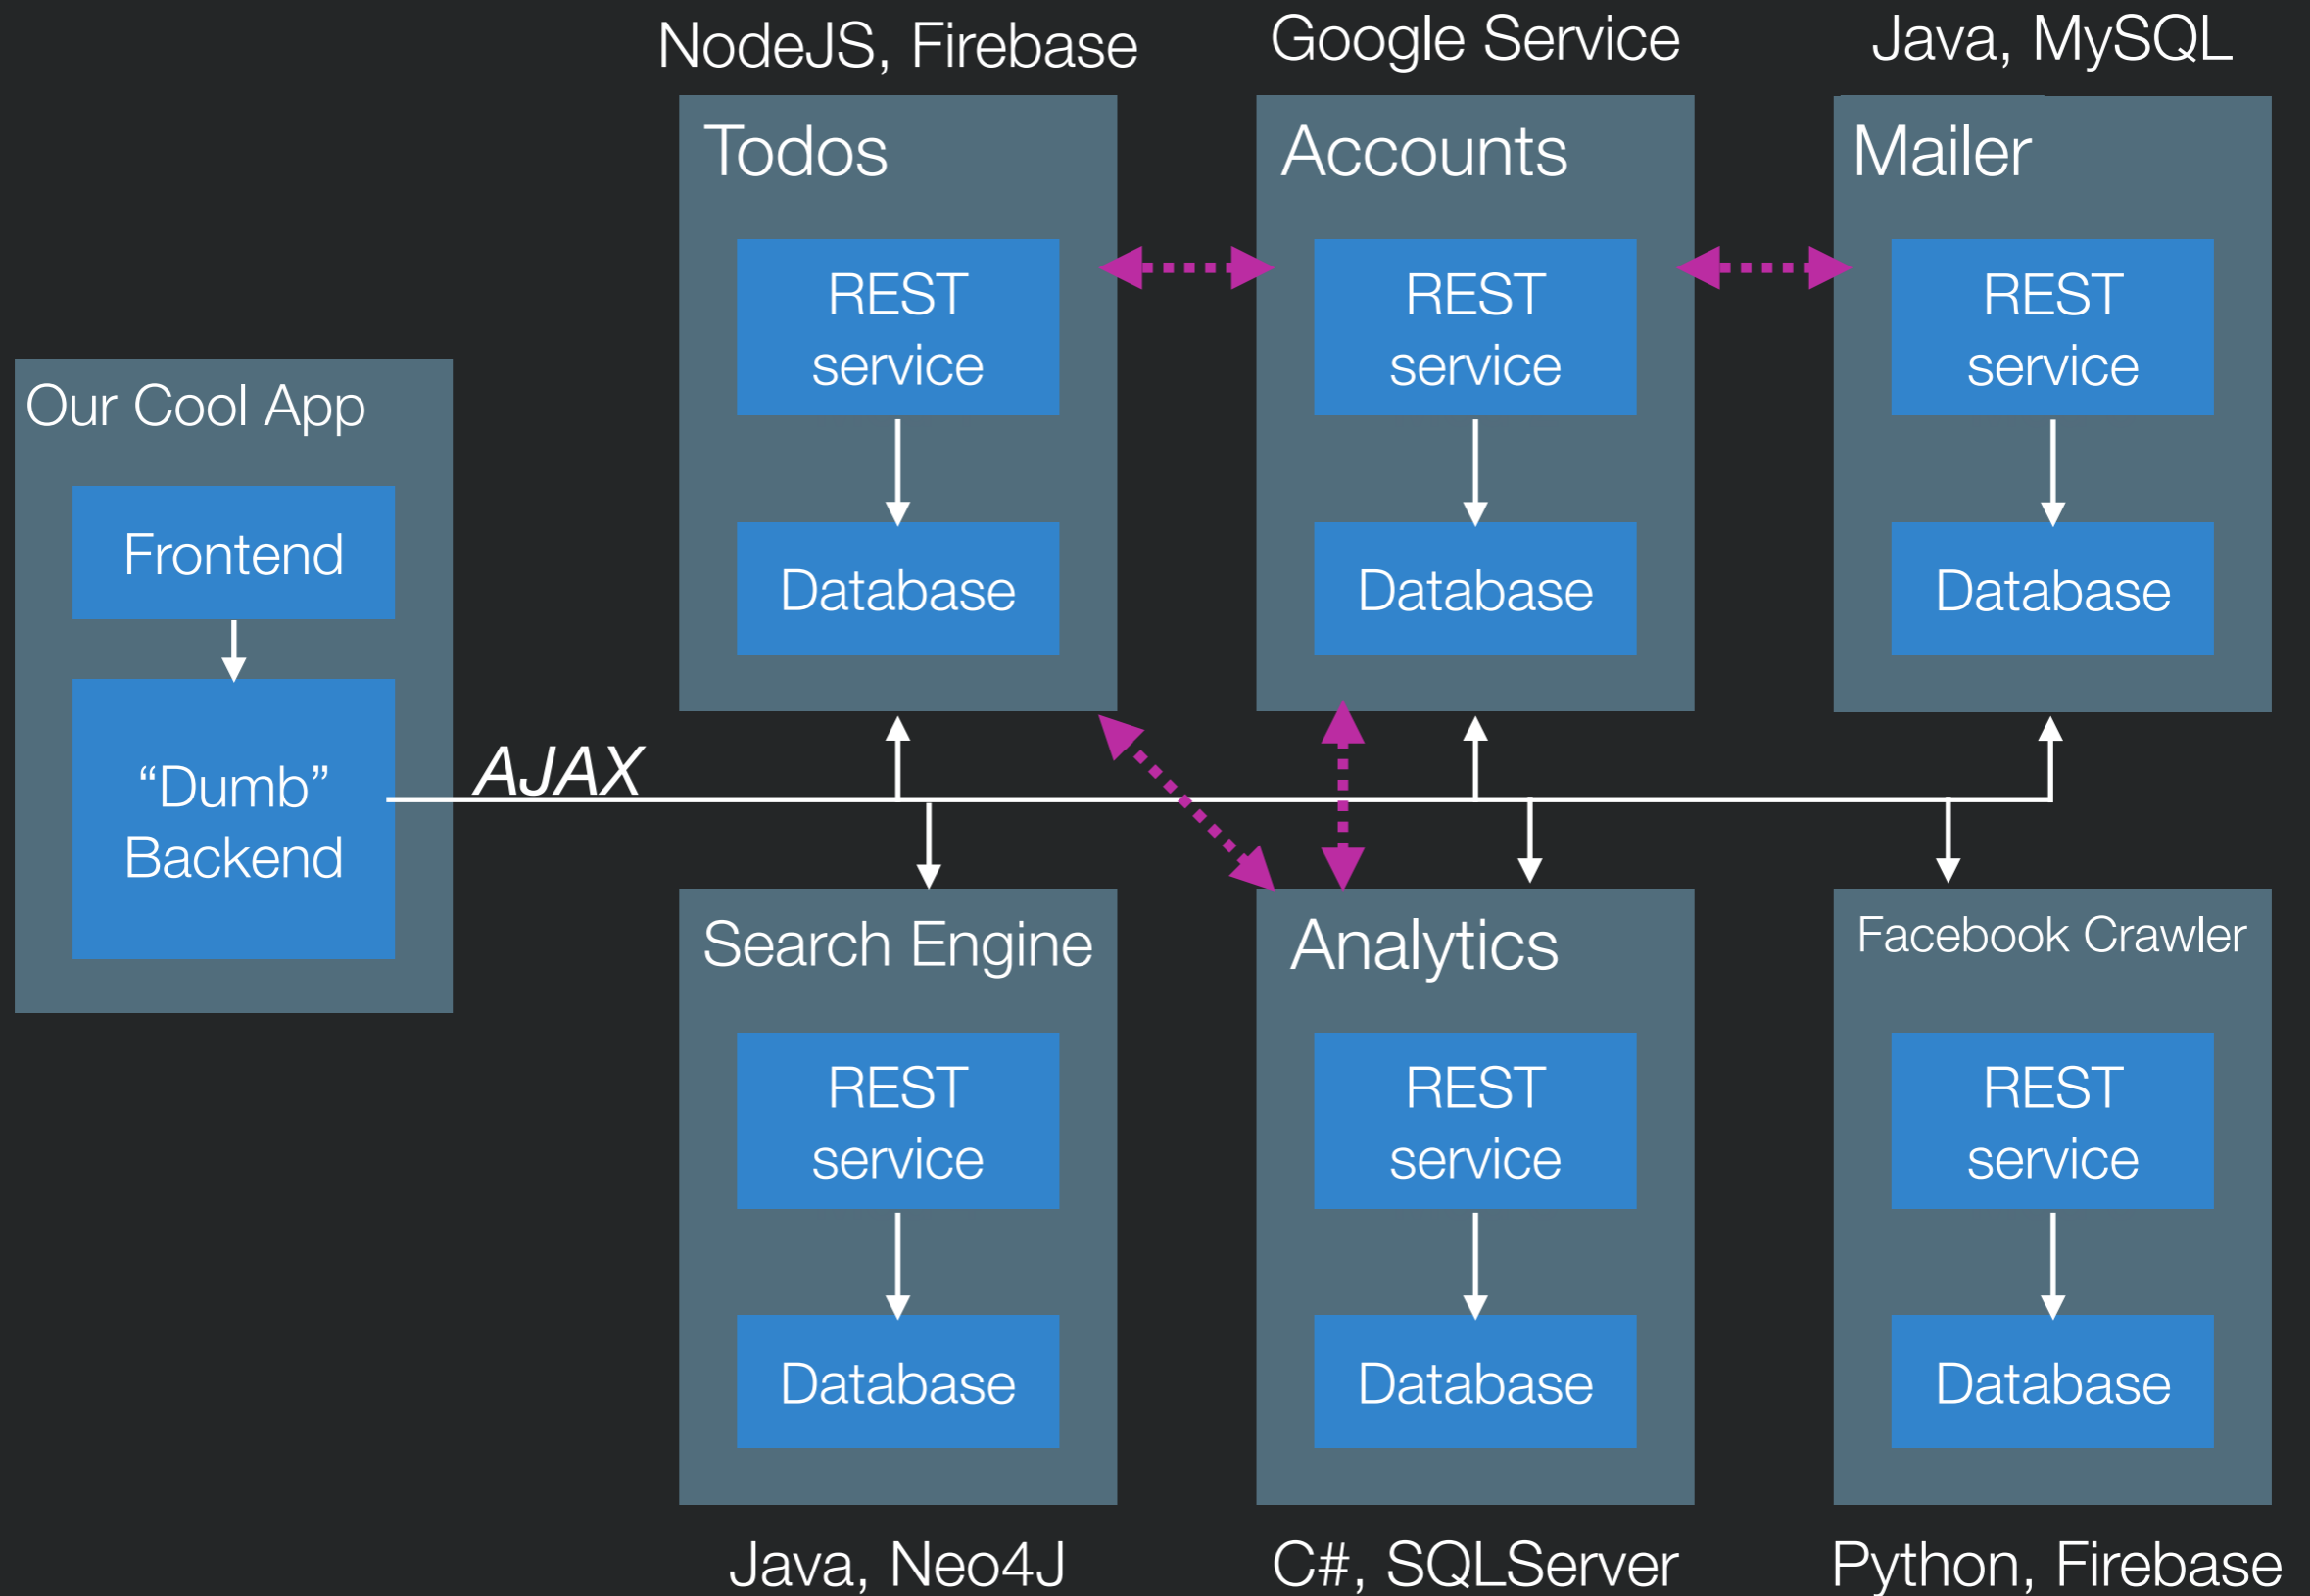 NodeJS, Firebase
Google Service
Java, MySQL
Todos
Accounts
Mailer
REST
service
REST
service
REST
service
Database
Database
Database
Our Cool App
Frontend
“Dumb”
Backend
AJAX
Search Engine
Analytics
Facebook Crawler
REST
service
REST
service
REST
service
Database
Database
Database
Java, Neo4J
C#, SQLServer
Python, Firebase